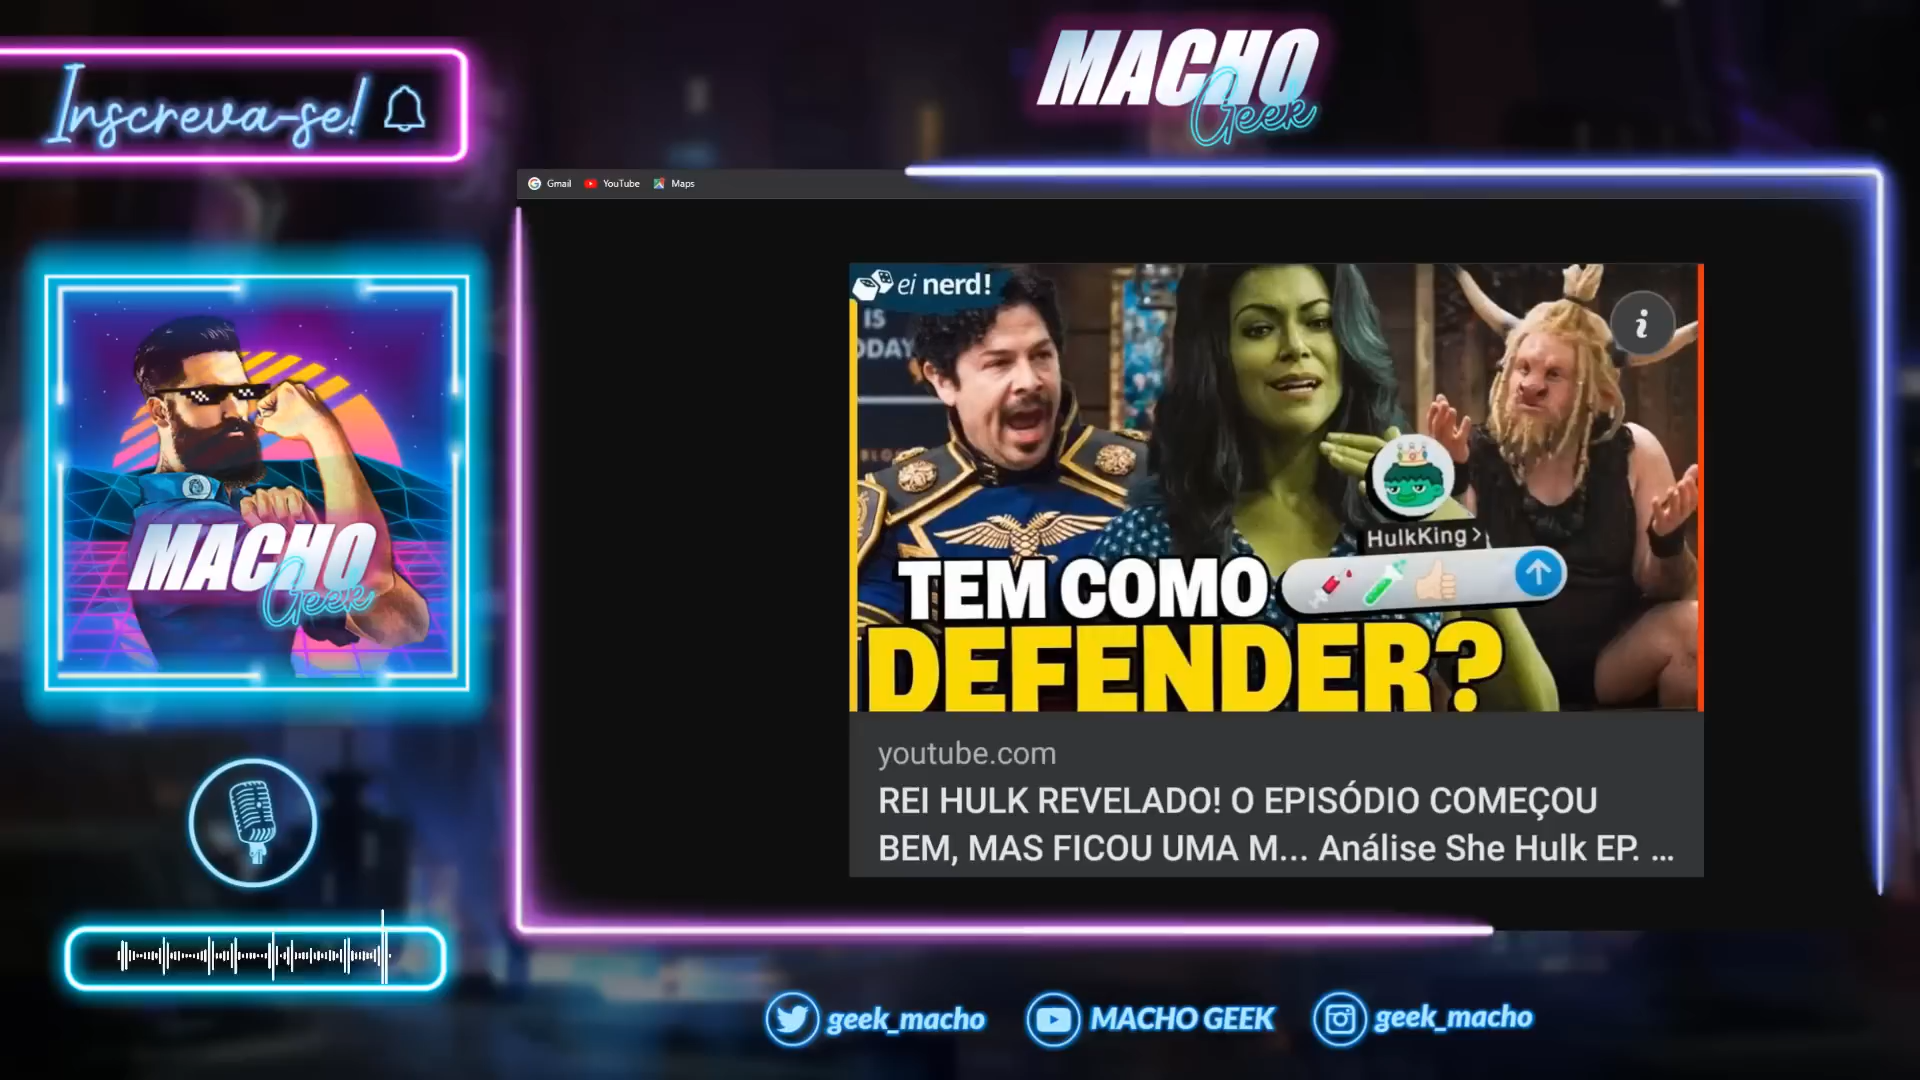 Inscreva-se!
MACHO
Geek
Gmail
YouTube
Maps
ei nerd!
IS
ODAY
MACHO
Geek
HulkKing >
TEM COMO
DEFENDER?
youtube.com
REI HULK REVELADO! O EPISÓDIO COMEÇOU
BEM, MAS FICOU UMA M... Análise She Hulk EP. ...
geek_macho
MACHO GEEK
geek_macho